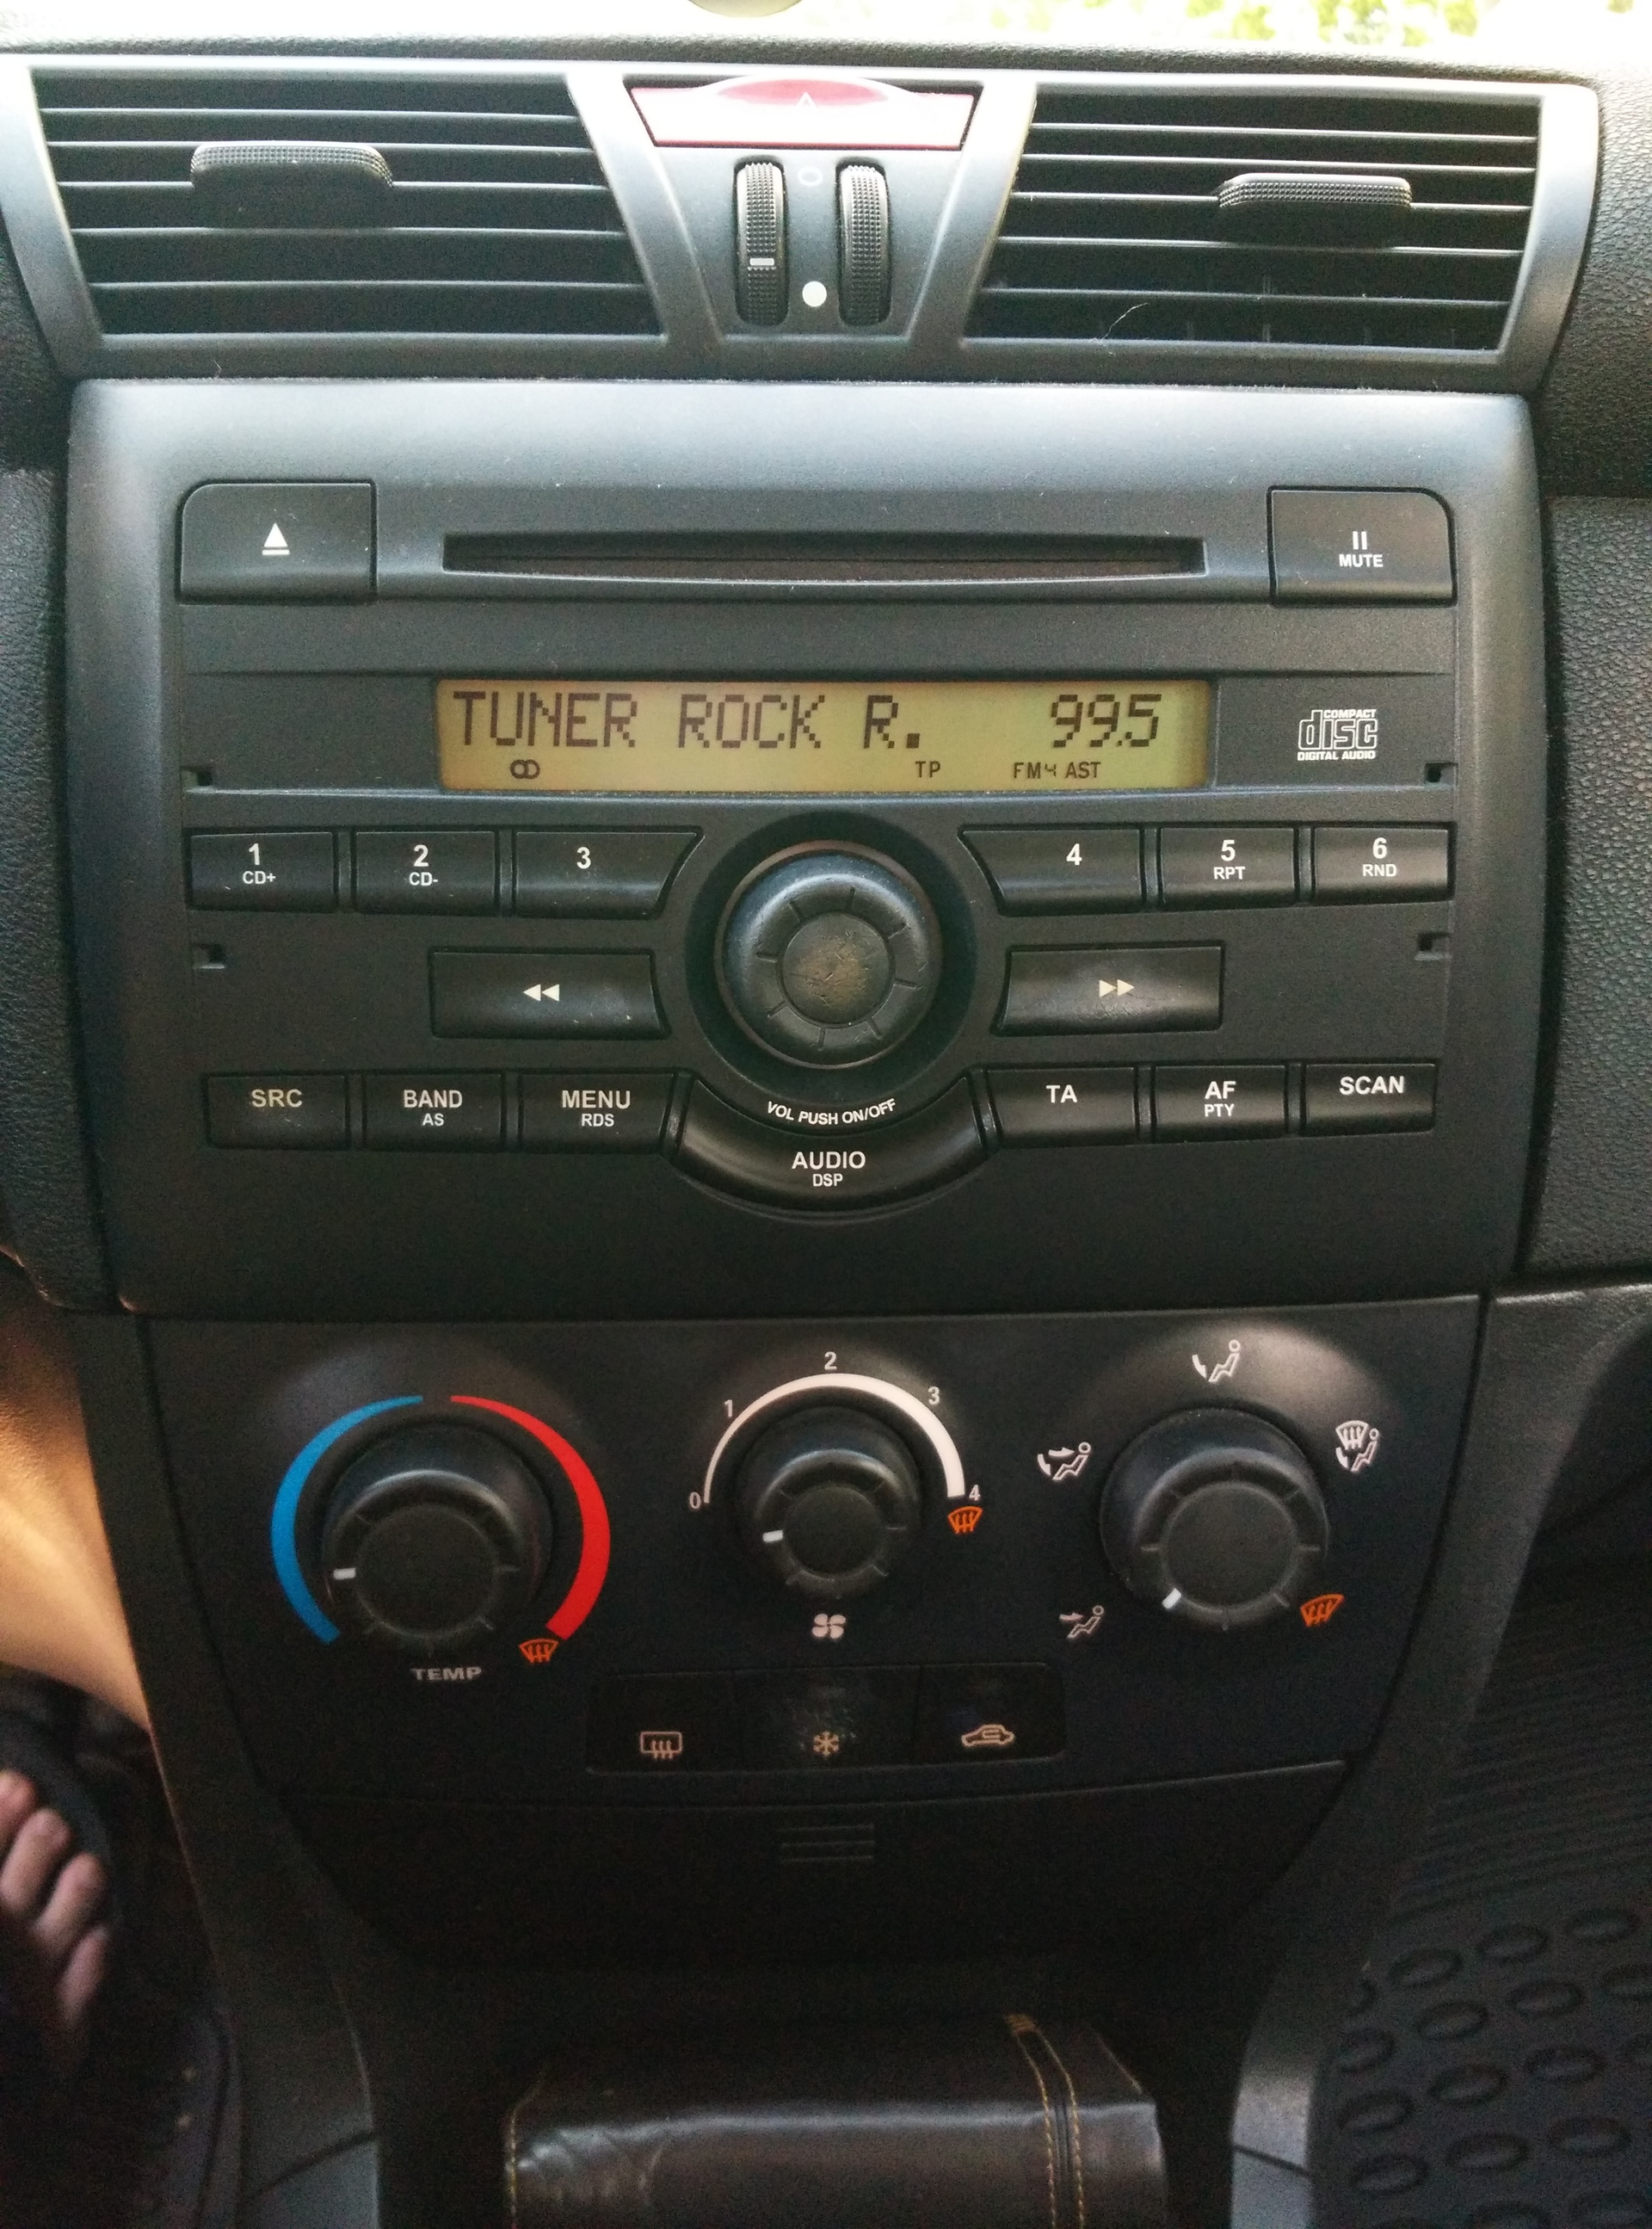 MUTE
TUNER ROCK R. 99.5
TP FM4 AST
COMPACT
disc
DIGITAL AUDIO
1 2 3 4 5 6
CD+ CD- RPT RND
SRC BAND MENU TA AF SCAN
AS RDS PTY
VOL PUSH ON/OFF
AUDIO
DSP
2
1 3
0 4
TEMP